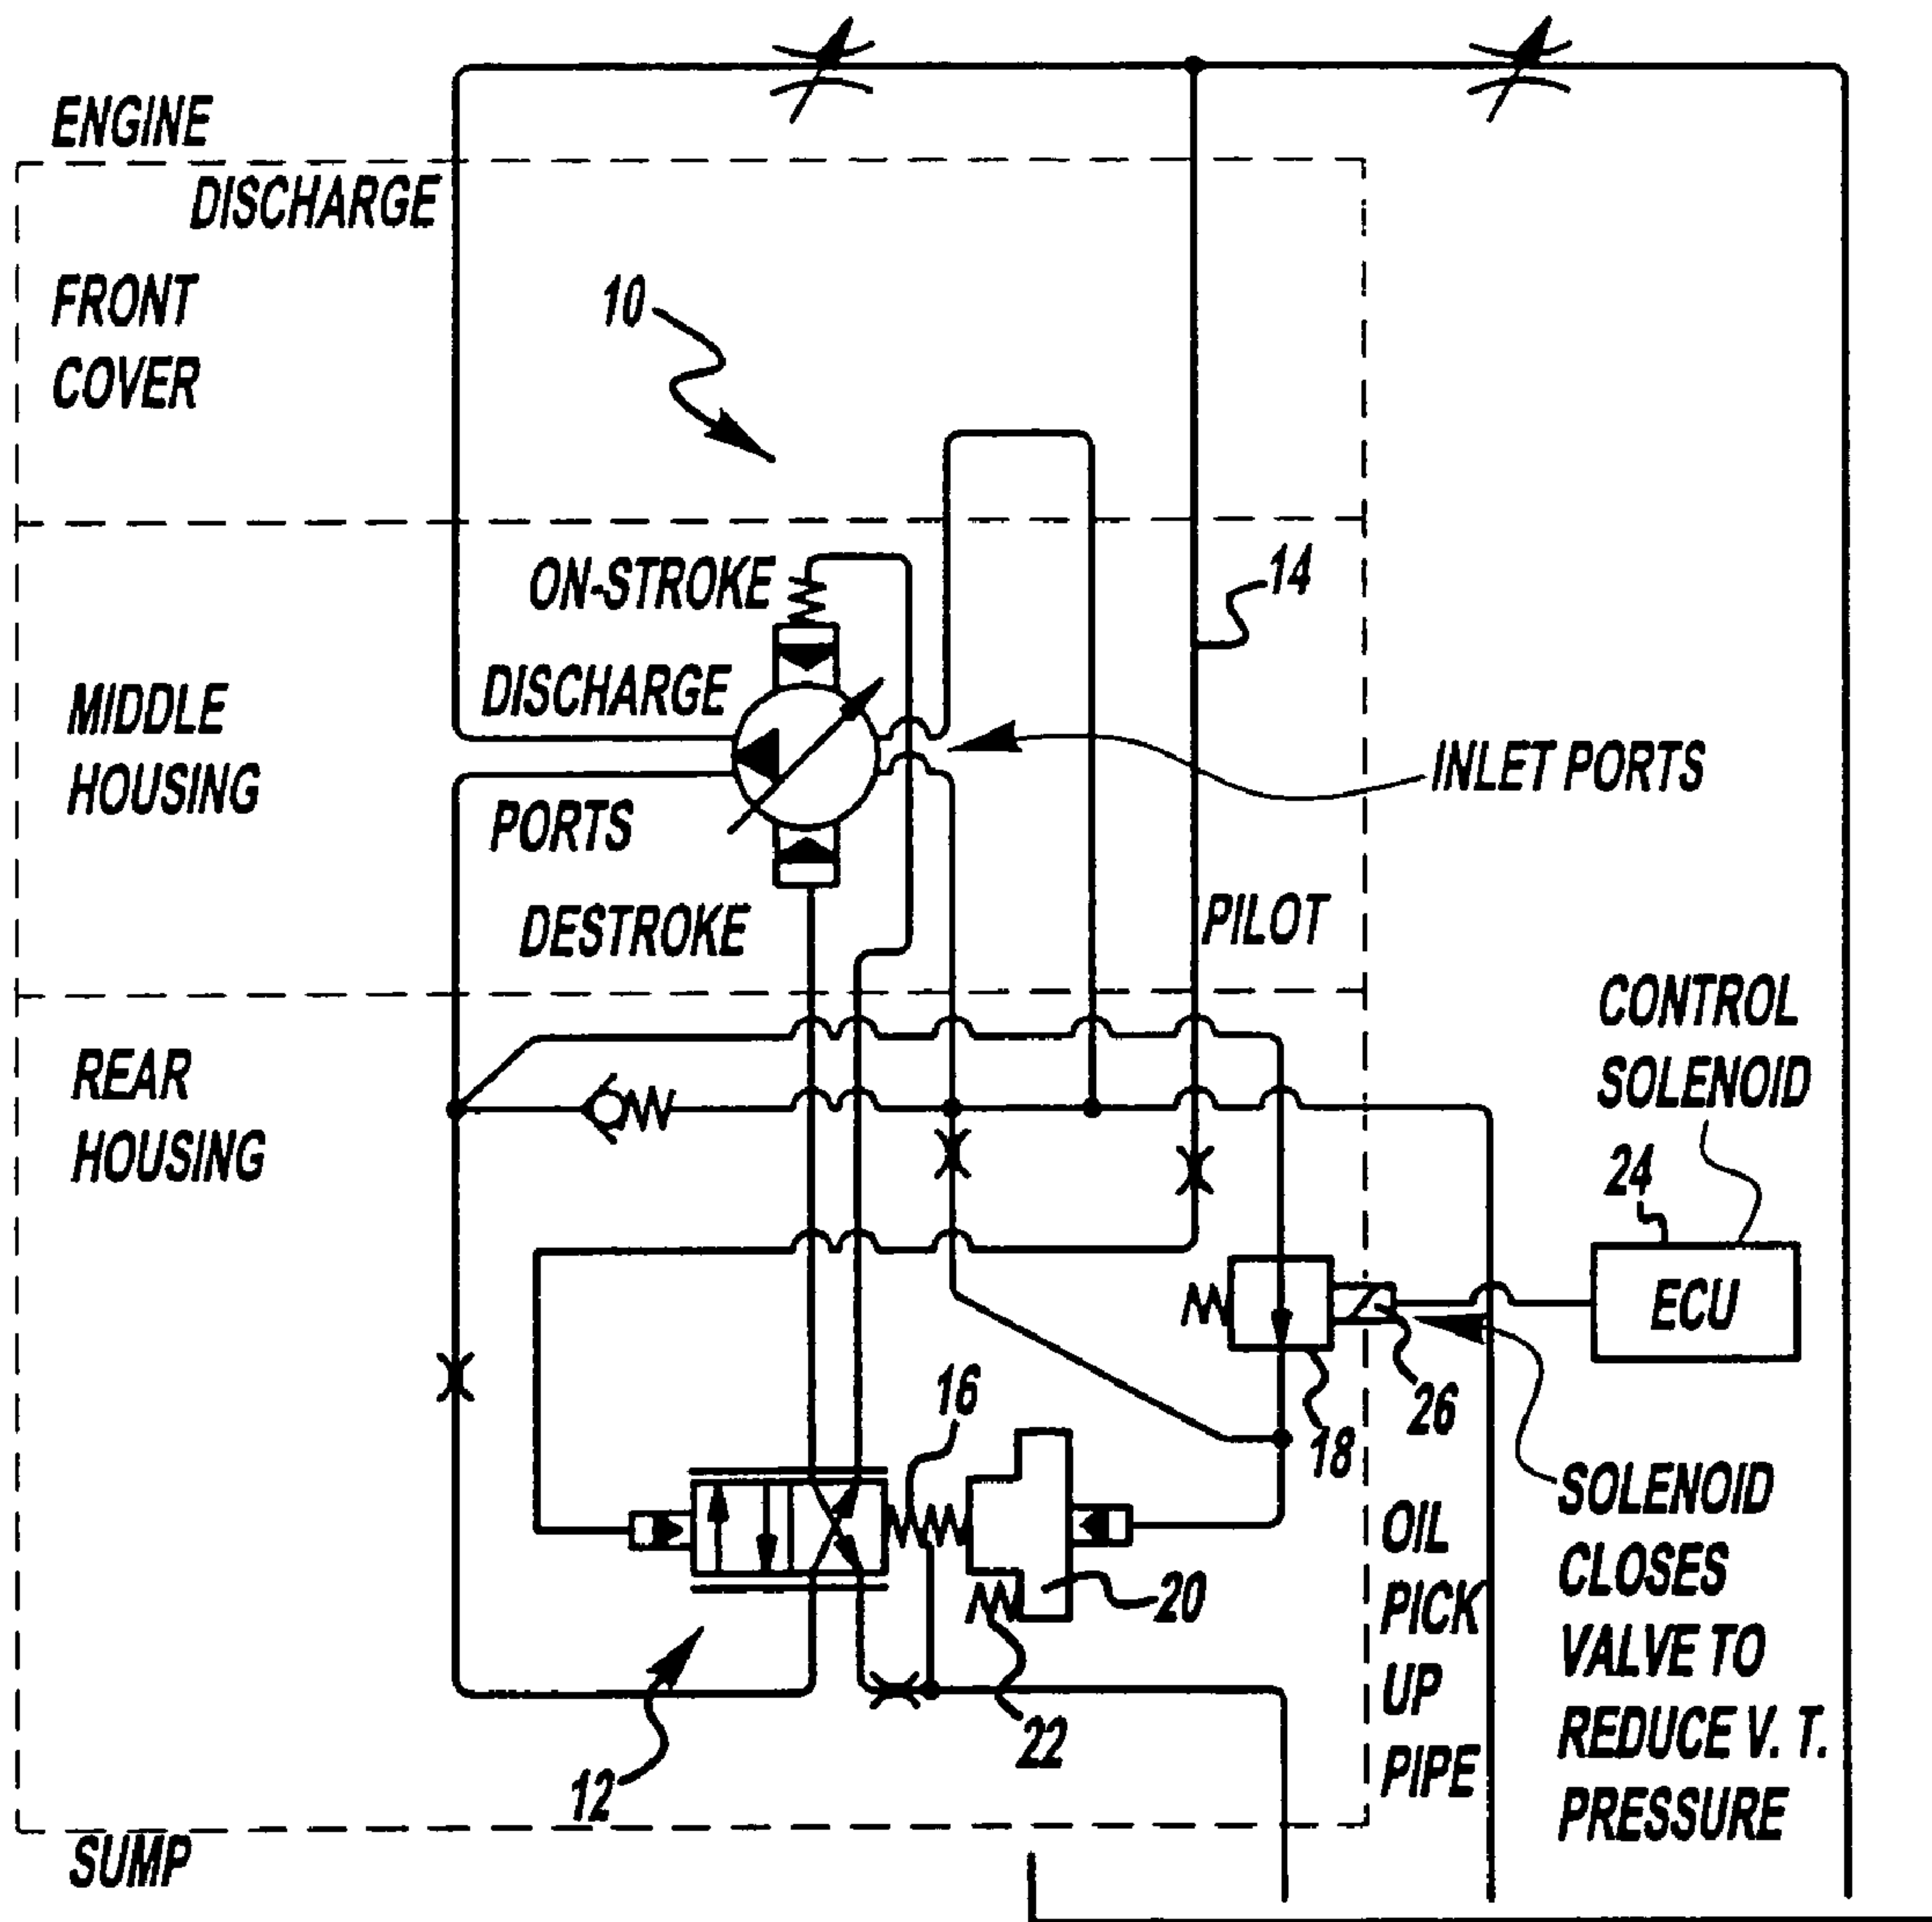 ENGINE
DISCHARGE
FRONT
COVER
10
ON-STROKE
14
DISCHARGE
MIDDLE
HOUSING
INLET PORTS
PORTS
DESTROKE
PILOT
CONTROL
SOLENOID
REAR
HOUSING
24
ECU
16
26
18
SOLENOID
CLOSES
VALVE TO
REDUCE V. T.
PRESSURE
OIL
PICK
UP
PIPE
20
22
12
SUMP